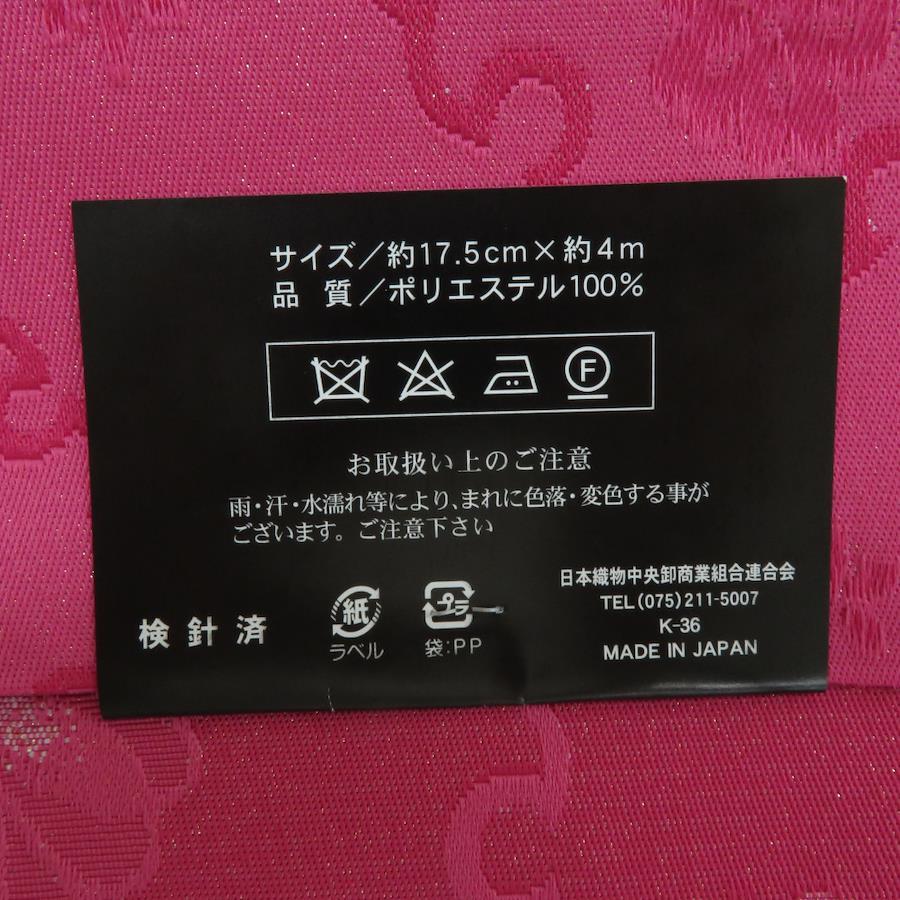 サイズ／約17.5cm×約4m
品　質／ポリエステル100%
F
お取扱い上のご注意
雨・汗・水濡れ等により、まれに色落・変色する事が
ございます。ご注意下さい
検針済
紙
ラベル
プラ
袋:PP
日本織物中央卸商業組合連合会
TEL(075)211-5007
K-36
MADE IN JAPAN